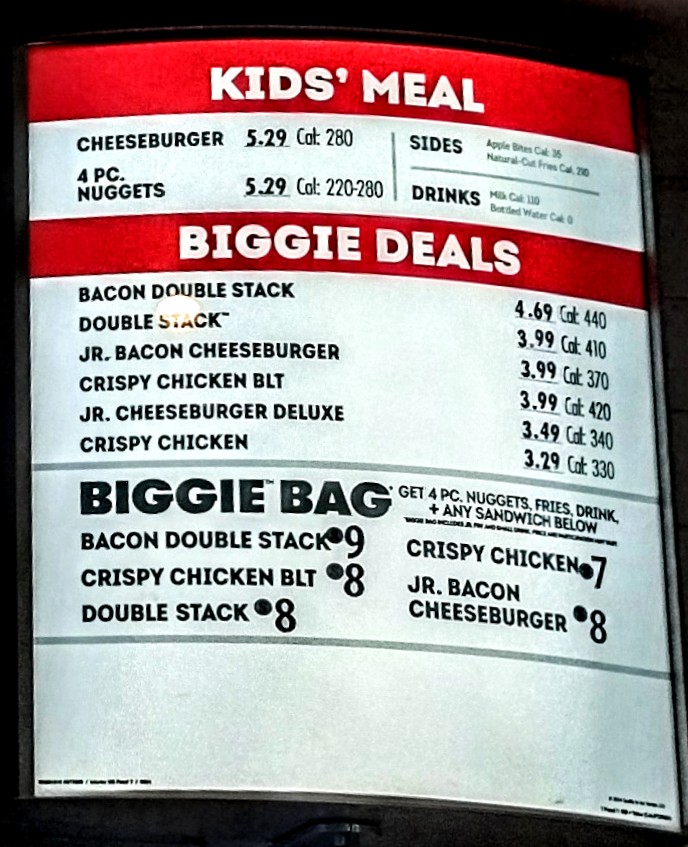 KIDS' MEAL
CHEESEBURGER 5.29 Cal: 280
4 PC.
NUGGETS 5.29 Cal: 220-280
SIDES Apple Bites Cal: 35
Natural-Cut Fries Cal: 210
DRINKS Milk Cal: 110
Bottled Water Cal: 0
BIGGIE DEALS
BACON DOUBLE STACK 4.69 Cal: 440
DOUBLE STACK™ 3.99 Cal: 410
JR. BACON CHEESEBURGER 3.99 Cal: 370
CRISPY CHICKEN BLT 3.99 Cal: 420
JR. CHEESEBURGER DELUXE 3.49 Cal: 340
CRISPY CHICKEN 3.29 Cal: 330
BIGGIE™ BAG* GET 4 PC. NUGGETS, FRIES, DRINK,
+ ANY SANDWICH BELOW
BACON DOUBLE STACK $9
CRISPY CHICKEN BLT $8
DOUBLE STACK $8
CRISPY CHICKEN $7
JR. BACON
CHEESEBURGER $8